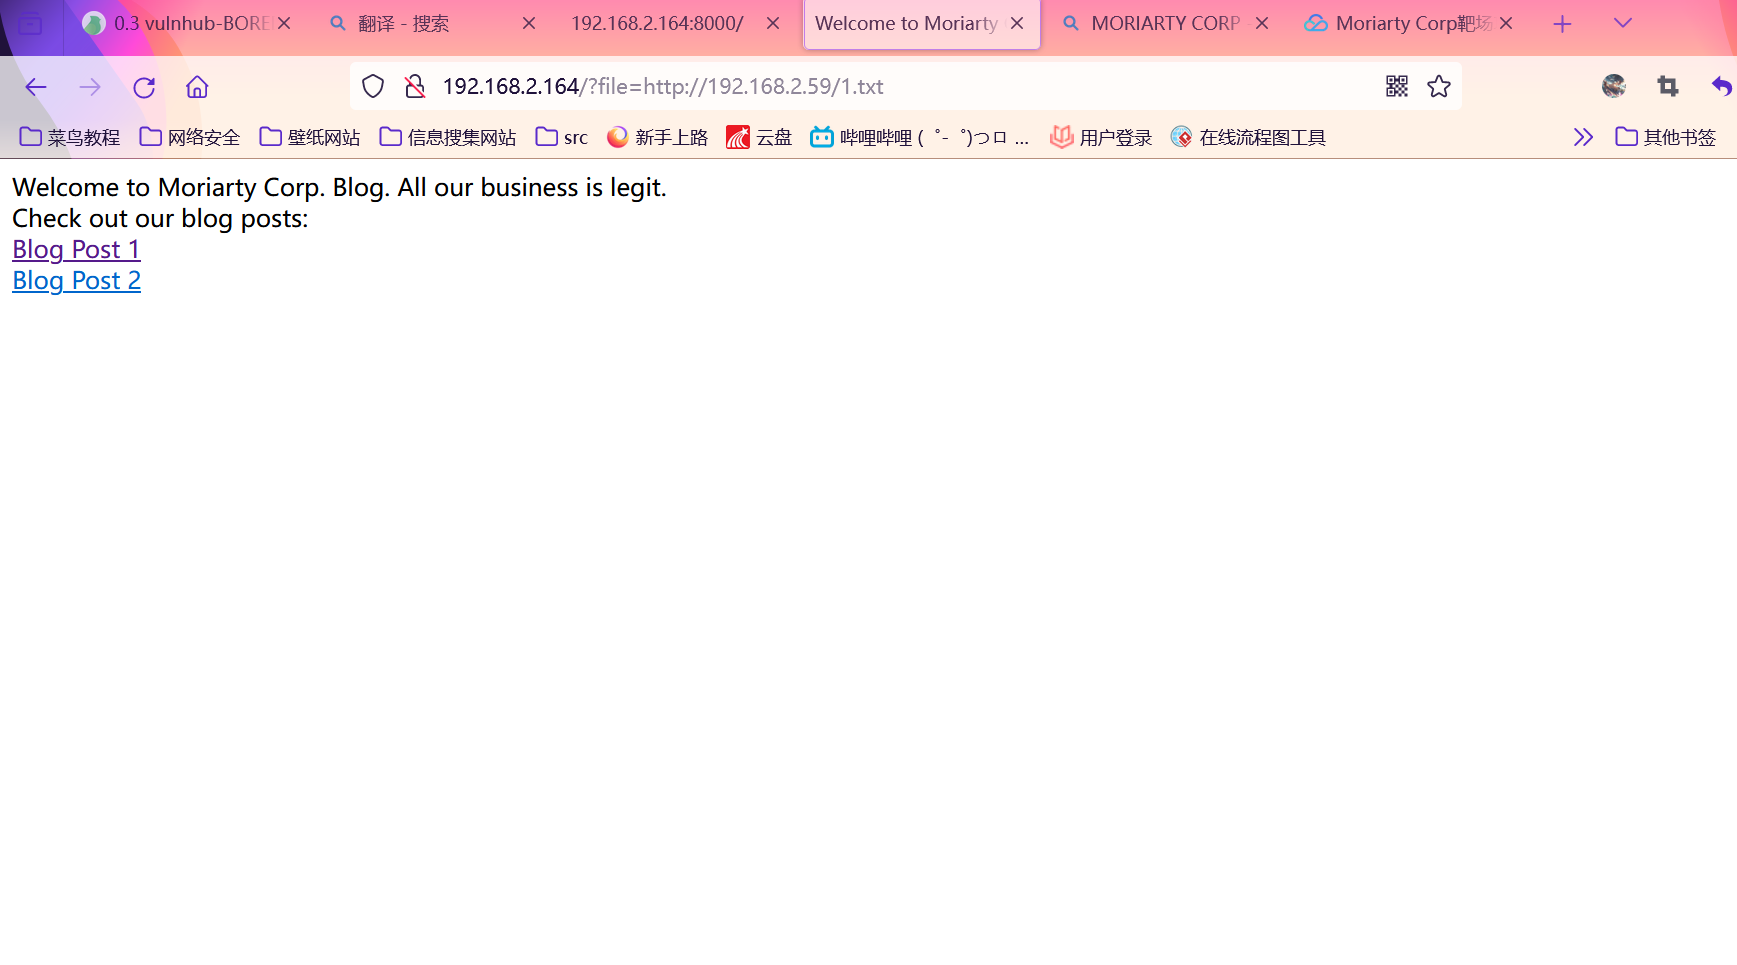 0.3 vulnhub-BORE
翻译 - 搜索
192.168.2.164:8000/
Welcome to Moriarty
MORIARTY CORP
Moriarty Corp靶场
192.168.2.164/?file=http://192.168.2.59/1.txt
菜鸟教程
网络安全
壁纸网站
信息搜集网站
src
新手上路
云盘
哔哩哔哩 ( ゜- ゜)つロ ...
用户登录
在线流程图工具
其他书签
Welcome to Moriarty Corp. Blog. All our business is legit.
Check out our blog posts:
Blog Post 1
Blog Post 2